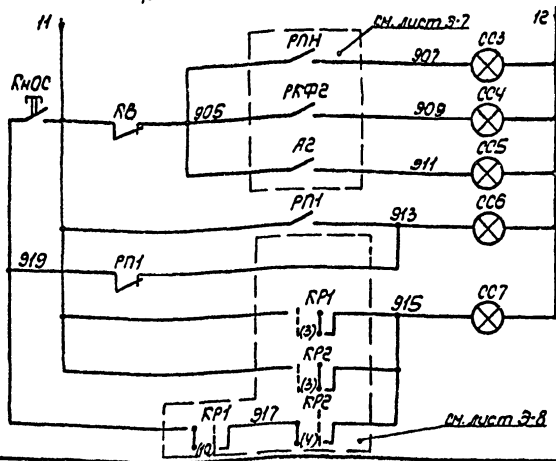 11
см. лист Э-7
12
КнОС
РПН
907
ССЗ
КВ
905
РКФ2
909
СС4
А2
911
СС5
РП1
913
СС6
919
РП1
КР1
915
СС7
(3)
КР2
(3)
КР1
917
КР2
(10)
(4)
см. лист Э-8